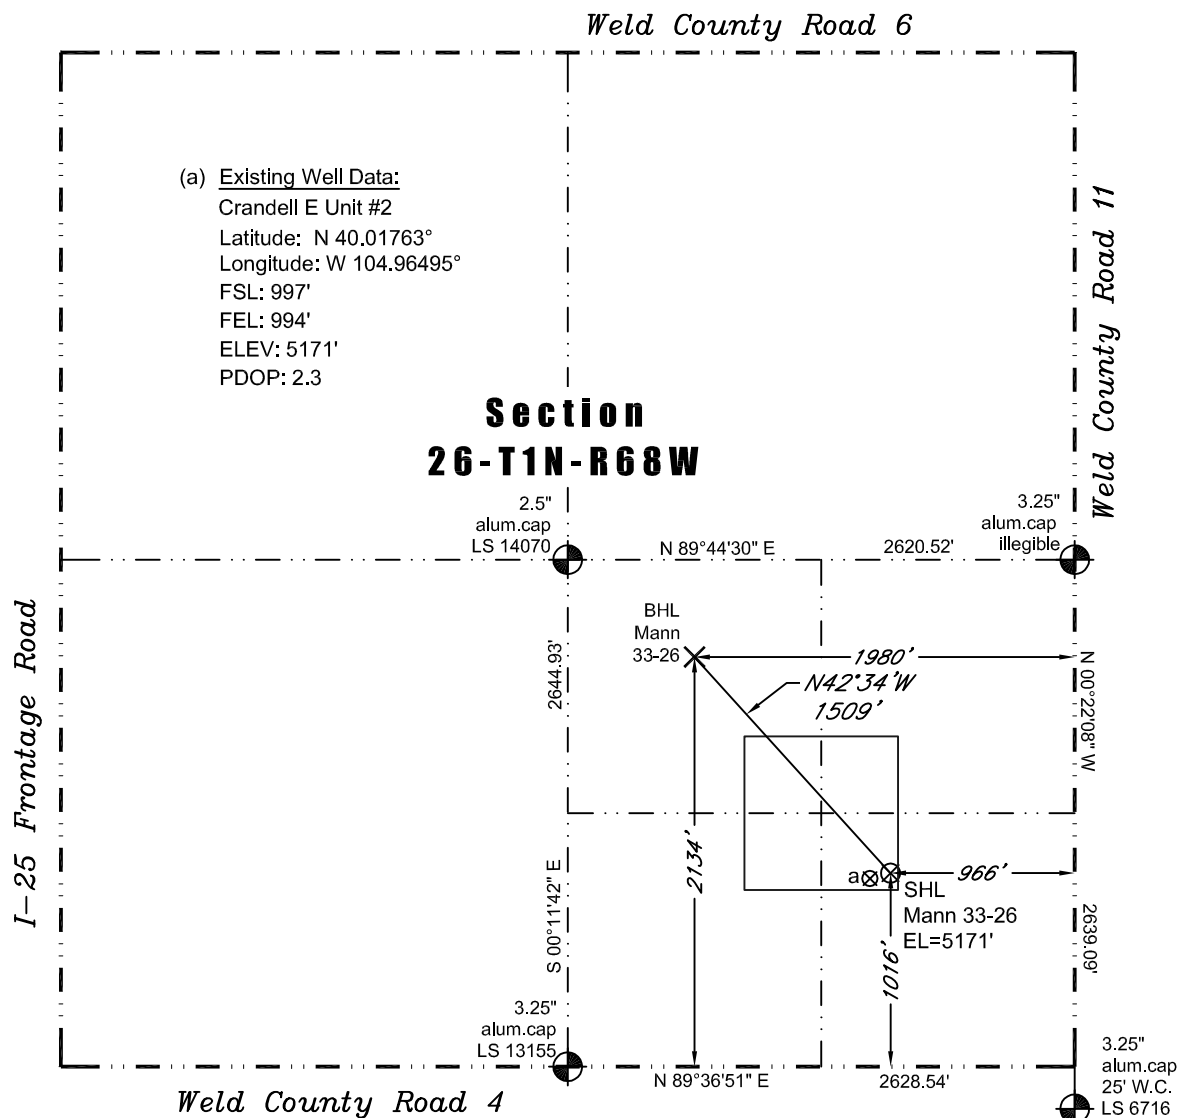 Weld County Road 6
(a) Existing Well Data:
Crandell E Unit #2
Latitude: N 40.01763°
Longitude: W 104.96495°
FSL: 997'
FEL: 994'
ELEV: 5171'
PDOP: 2.3
Weld County Road 11
Section
26-T1N-R68W
2.5"
alum.cap
LS 14070
3.25"
alum.cap
illegible
N 89°44'30" E
2620.52'
I-25 Frontage Road
BHL
Mann
33-26
2644.93'
1980'
N42°34'W
1509'
N 00°22'08" W
2134'
a
966'
SHL
Mann 33-26
EL=5171'
1016'
S 00°11'42" E
2639.09'
3.25"
alum.cap
LS 13155
N 89°36'51" E
2628.54'
3.25"
alum.cap
25' W.C.
LS 6716
Weld County Road 4